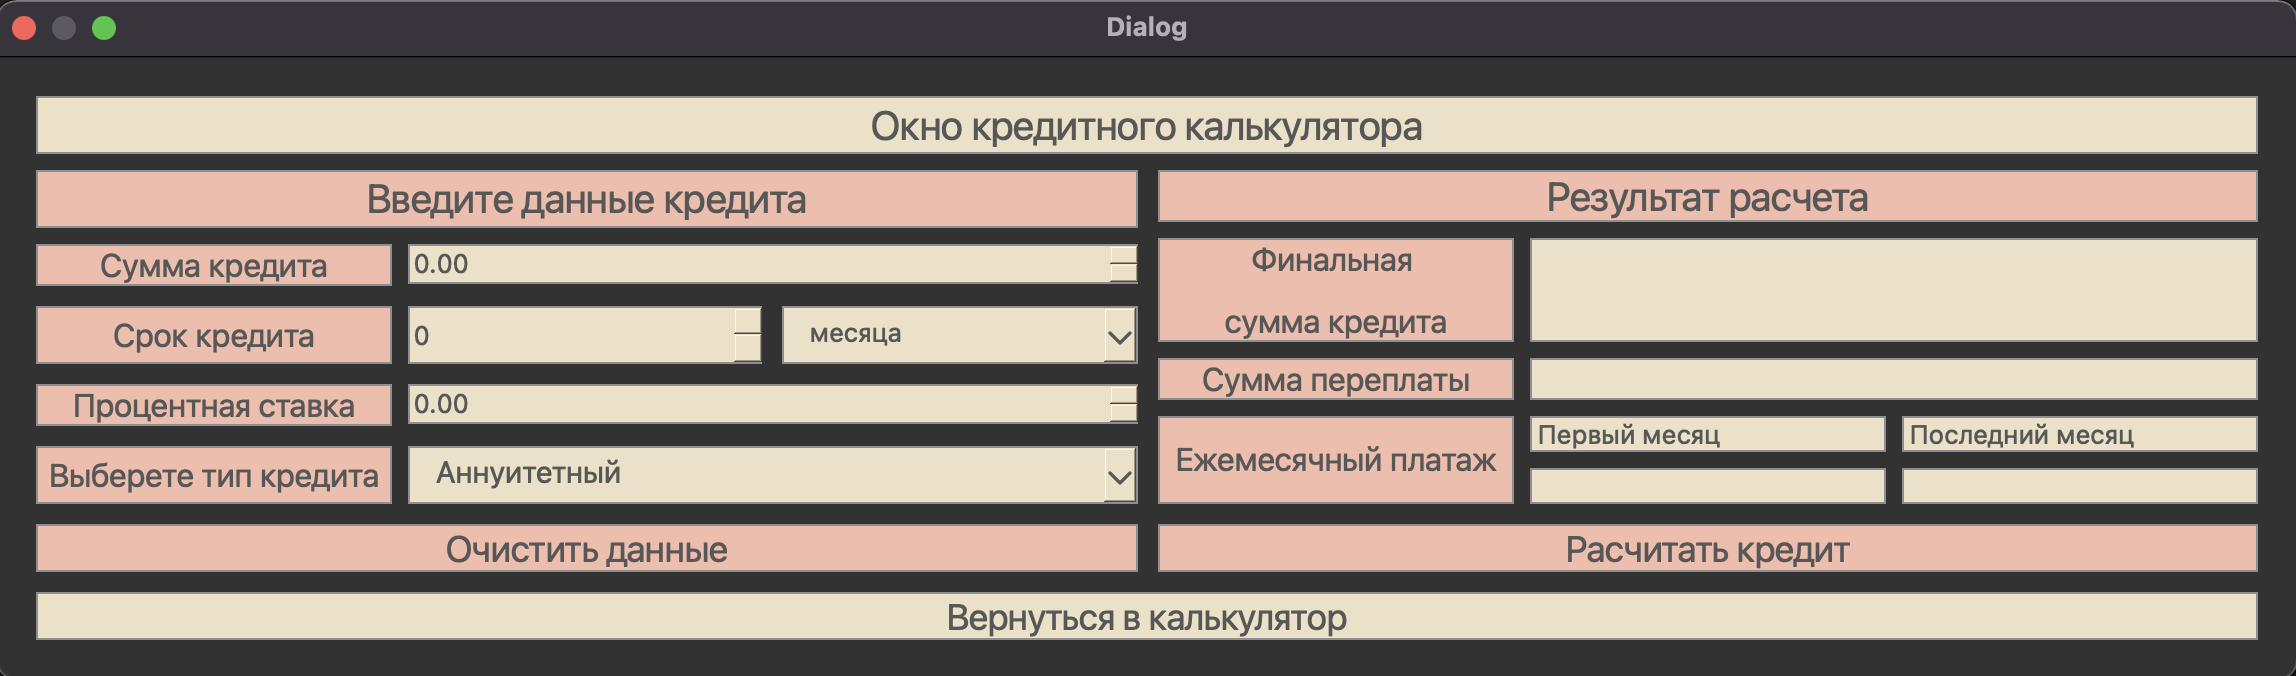 Dialog
Окно кредитного калькулятора
Введите данные кредита
Сумма кредита
0.00
Срок кредита
0
месяца
Процентная ставка
0.00
Выберете тип кредита
Аннуитетный
Очистить данные
Результат расчета
Финальная
сумма кредита
Сумма переплаты
Ежемесячный платаж
Первый месяц
Последний месяц
Расчитать кредит
Вернуться в калькулятор